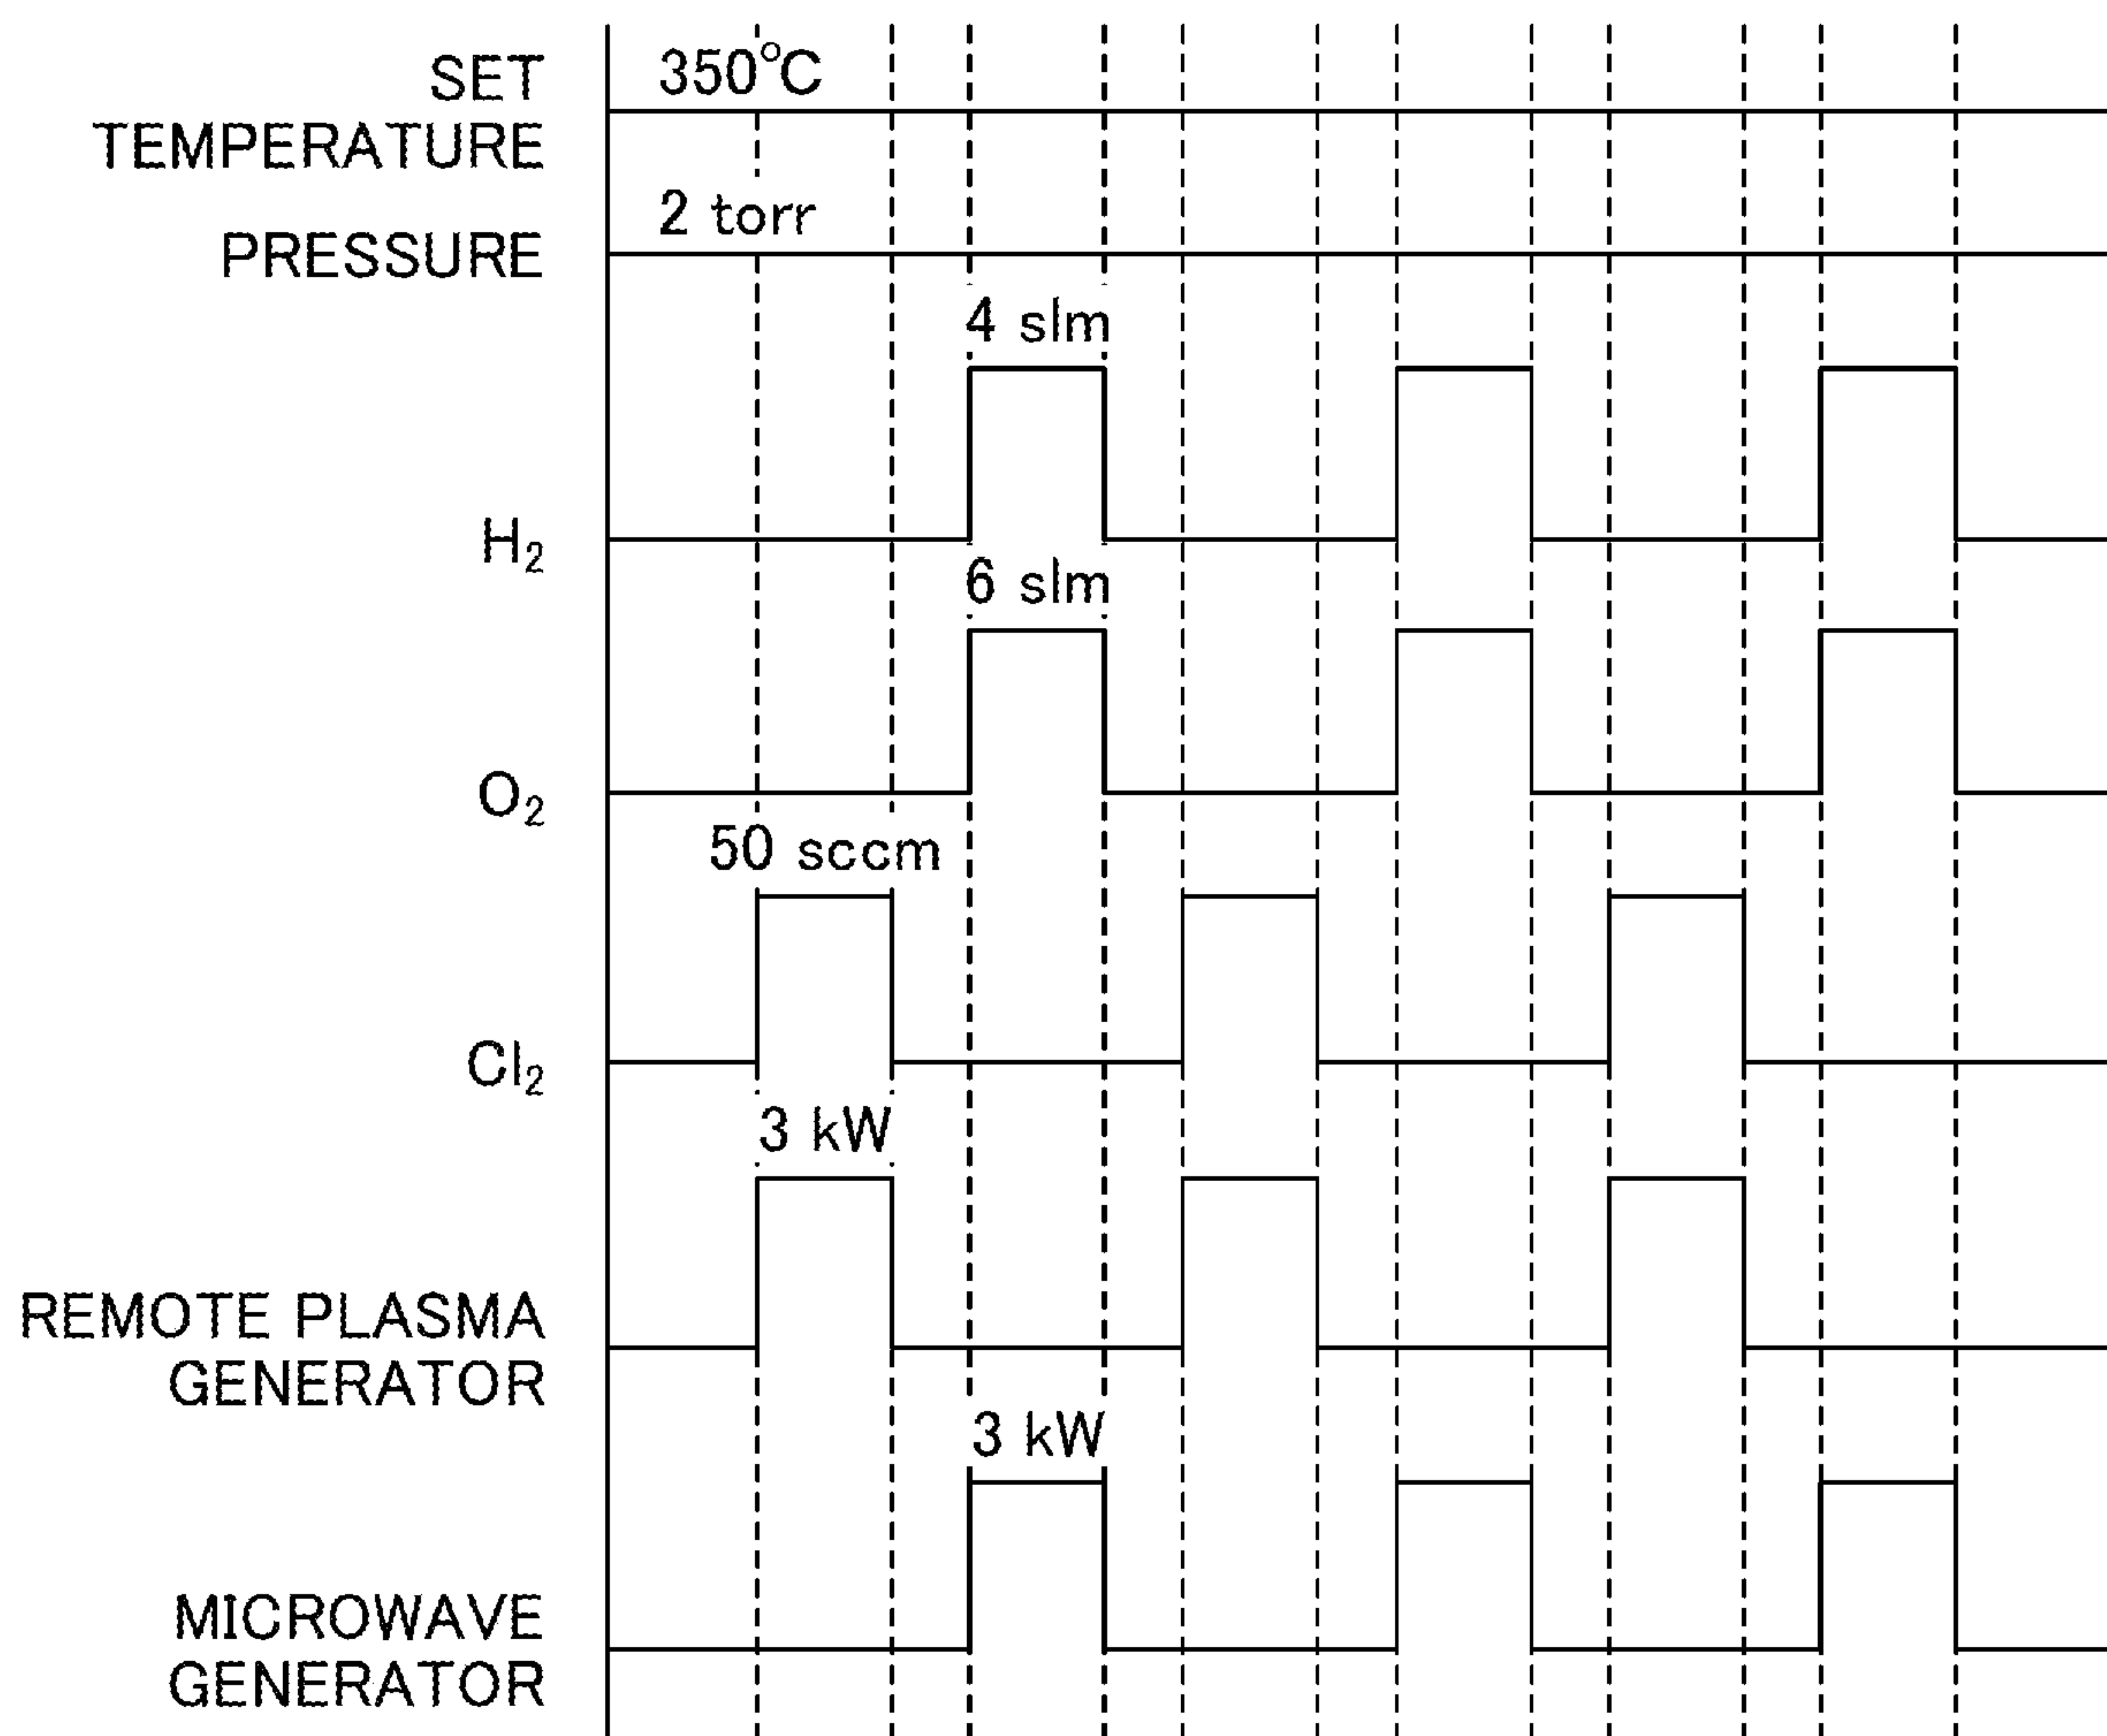 SET
TEMPERATURE
350°C
PRESSURE
2 torr
4 slm
H₂
6 slm
O₂
50 sccm
Cl₂
3 kW
REMOTE PLASMA
GENERATOR
3 kW
MICROWAVE
GENERATOR